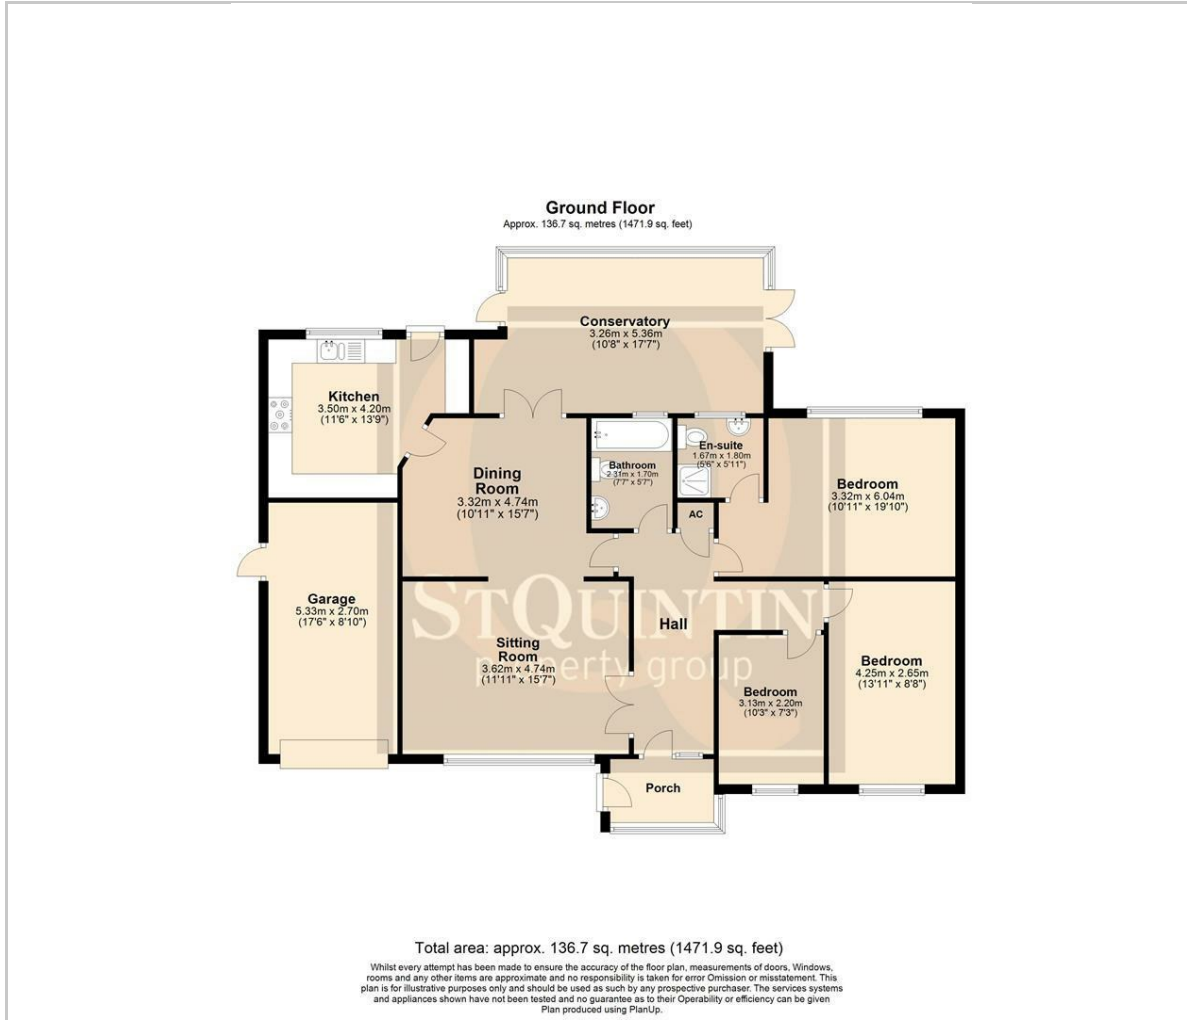 Ground Floor
Approx. 136.7 sq. metres (1471.9 sq. feet)
Conservatory
3.26m x 5.36m
(10'8" x 17'7")
Kitchen
3.50m x 4.20m
(11'6" x 13'9")
En-suite
1.67m x 1.80m
(5'6" x 5'11")
Bathroom
2.31m x 1.70m
(7'7" x 5'7")
Dining
Room
3.32m x 4.74m
(10'11" x 15'7")
Bedroom
3.32m x 6.04m
(10'11" x 19'10")
AC
Garage
5.33m x 2.70m
(17'6" x 8'10")
STQUINTIN
property group
Hall
Sitting
Room
3.62m x 4.74m
(11'11" x 15'7")
Bedroom
4.25m x 2.65m
(13'11" x 8'8")
Bedroom
3.13m x 2.20m
(10'3" x 7'3")
Porch
Total area: approx. 136.7 sq. metres (1471.9 sq. feet)
Whilst every attempt has been made to ensure the accuracy of the floor plan, measurements of doors, Windows,
rooms and any other items are approximate and no responsibility is taken for error Omission or misstatement. This
plan is for illustrative purposes only and should be used as such by any prospective purchaser. The services systems
and appliances shown have not been tested and no guarantee as to their Operability or efficiency can be given
Plan produced using PlanUp.